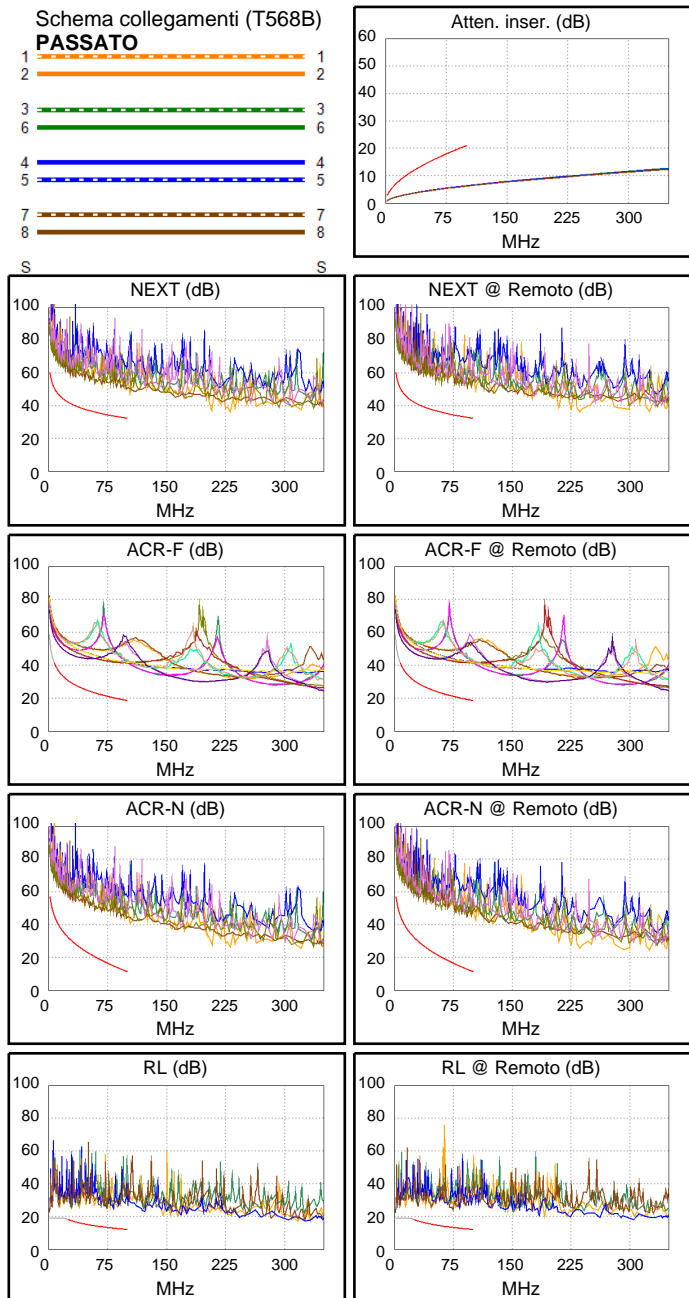 Schema collegamenti (T568B)
PASSATO
1 1
2 2
3 3
6 6
4 4
5 5
7 7
8 8
S S
Atten. inser. (dB)
60
50
40
30
20
10
0
0 75 150 225 300
MHz
NEXT (dB)
100
80
60
40
20
0
0 75 150 225 300
MHz
NEXT @ Remoto (dB)
100
80
60
40
20
0
0 75 150 225 300
MHz
ACR-F (dB)
100
80
60
40
20
0
0 75 150 225 300
MHz
ACR-F @ Remoto (dB)
100
80
60
40
20
0
0 75 150 225 300
MHz
ACR-N (dB)
100
80
60
40
20
0
0 75 150 225 300
MHz
ACR-N @ Remoto (dB)
100
80
60
40
20
0
0 75 150 225 300
MHz
RL (dB)
100
80
60
40
20
0
0 75 150 225 300
MHz
RL @ Remoto (dB)
100
80
60
40
20
0
0 75 150 225 300
MHz